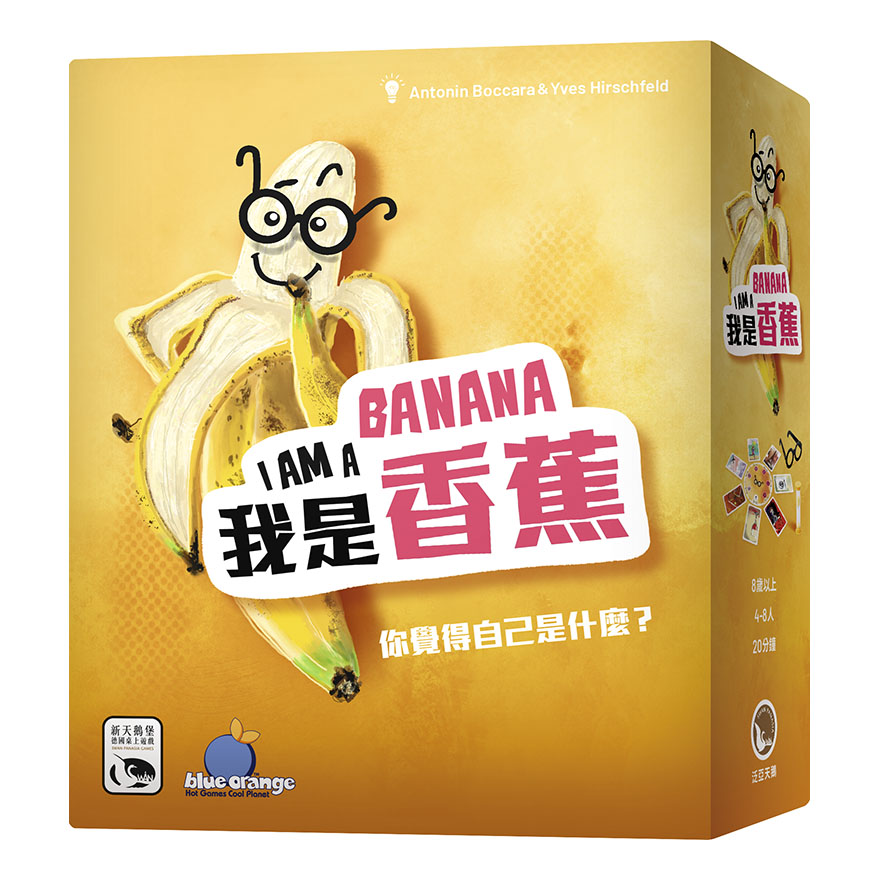 Antonin Boccara & Yves Hirschfeld
BANANA
I AM A
我是香蕉
你覺得自己是什麼？
新天鵝堡
德國桌上遊戲
SWAN PANASIA GAMES
SWAN
blue orange
Hot Games Cool Planet
BANANA
I AM A
我是香蕉
8歲以上
4-8人
20分鐘
泛亞天鵝